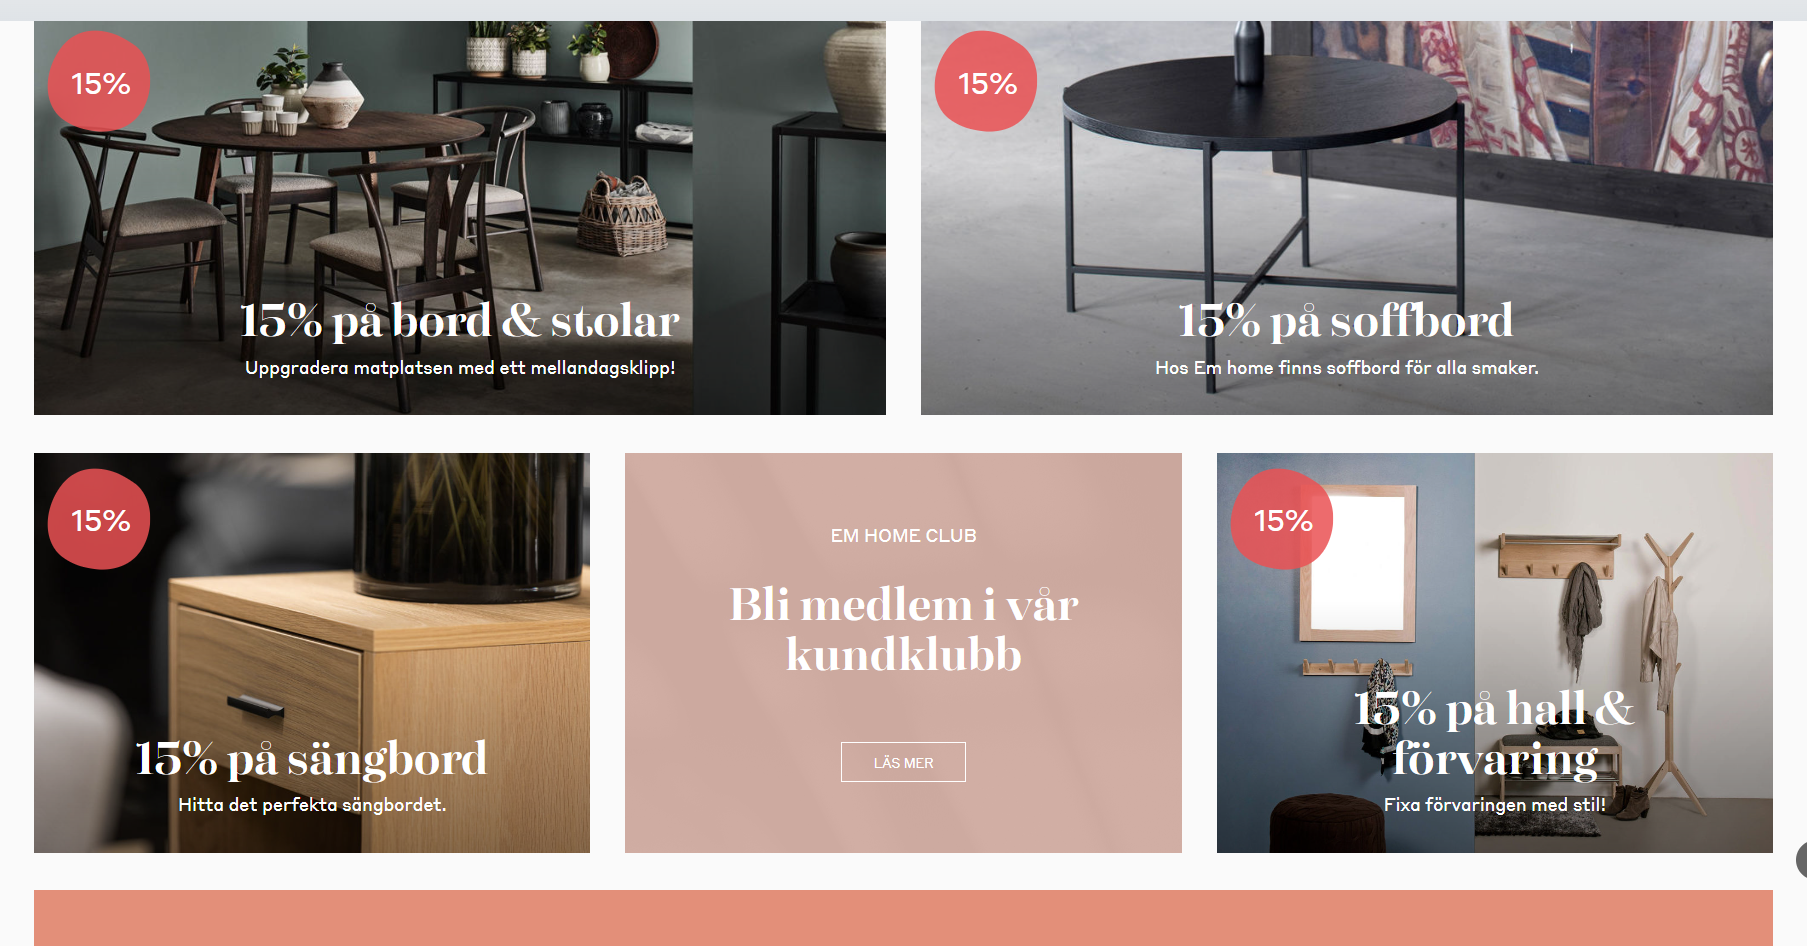 15%
15% på bord & stolar
Uppgradera matplatsen med ett mellandagsklipp!
15%
15% på soffbord
Hos Em home finns soffbord för alla smaker.
15%
15% på sängbord
Hitta det perfekta sängbordet.
EM HOME CLUB
Bli medlem i vår
kundklubb
LÄS MER
15%
15% på hall &
förvaring
Fixa förvaringen med stil!